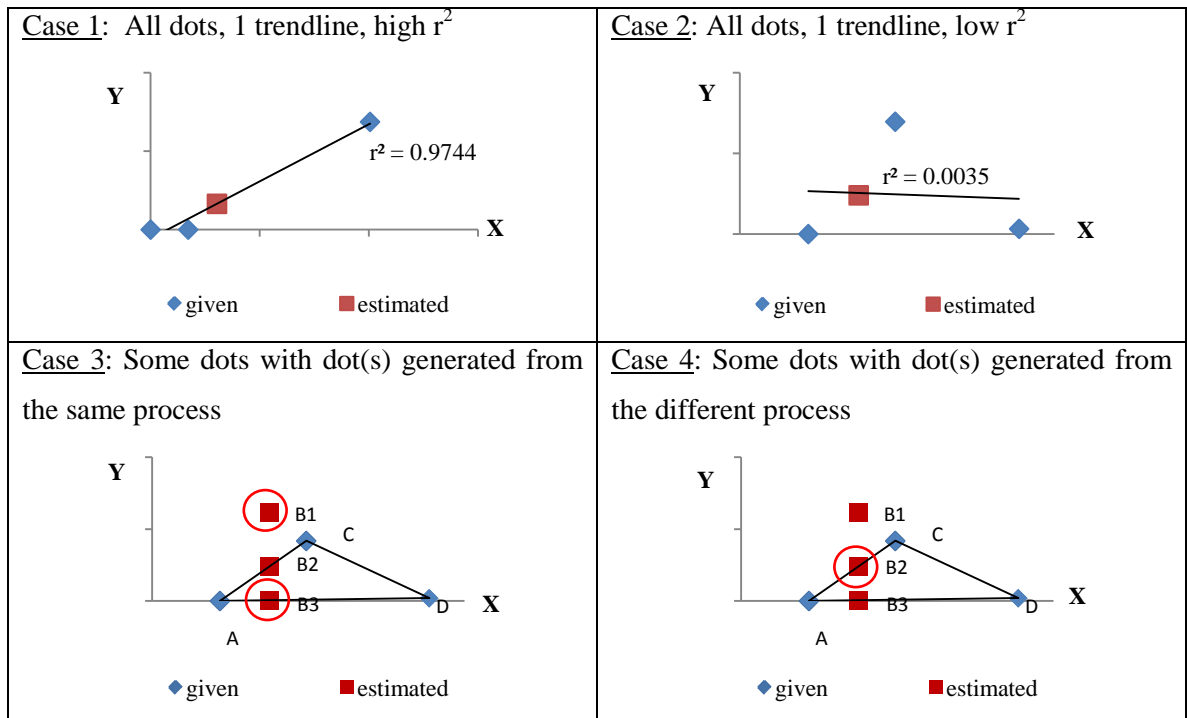 Case 1: All dots, 1 trendline, high r²
Y
r² = 0.9744
X
given estimated
Case 2: All dots, 1 trendline, low r²
Y
r² = 0.0035
X
given estimated
Case 3: Some dots with dot(s) generated from
the same process
Y
B1
C
B2
B3
D
X
A
given estimated
Case 4: Some dots with dot(s) generated from
the different process
Y
B1
C
B2
B3
D
X
A
given estimated